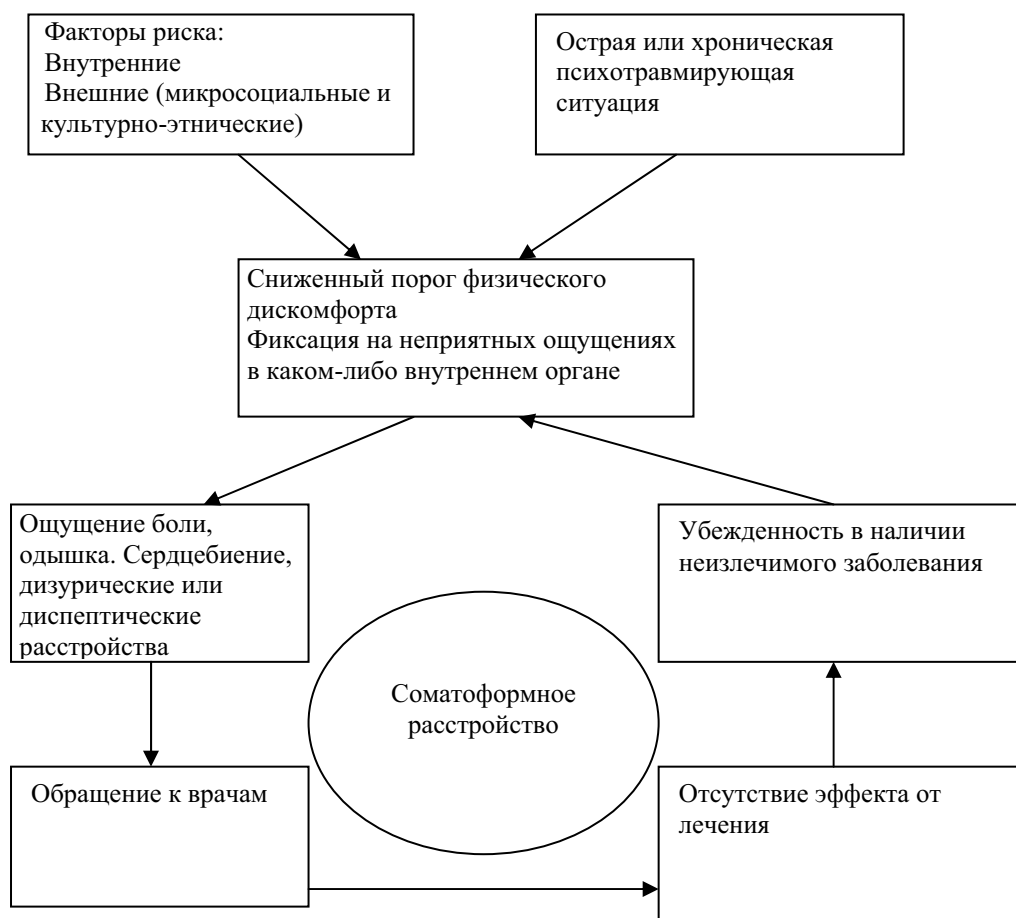 Факторы риска:
Внутренние
Внешние (микросоциальные и
культурно-этнические)
Острая или хроническая
психотравмирующая
ситуация
Сниженный порог физического
дискомфорта
Фиксация на неприятных ощущениях
в каком-либо внутреннем органе
Ощущение боли,
одышка. Сердцебиение,
дизурические или
диспептические
расстройства
Убежденность в наличии
неизлечимого заболевания
Соматоформное
расстройство
Обращение к врачам
Отсутствие эффекта от
лечения